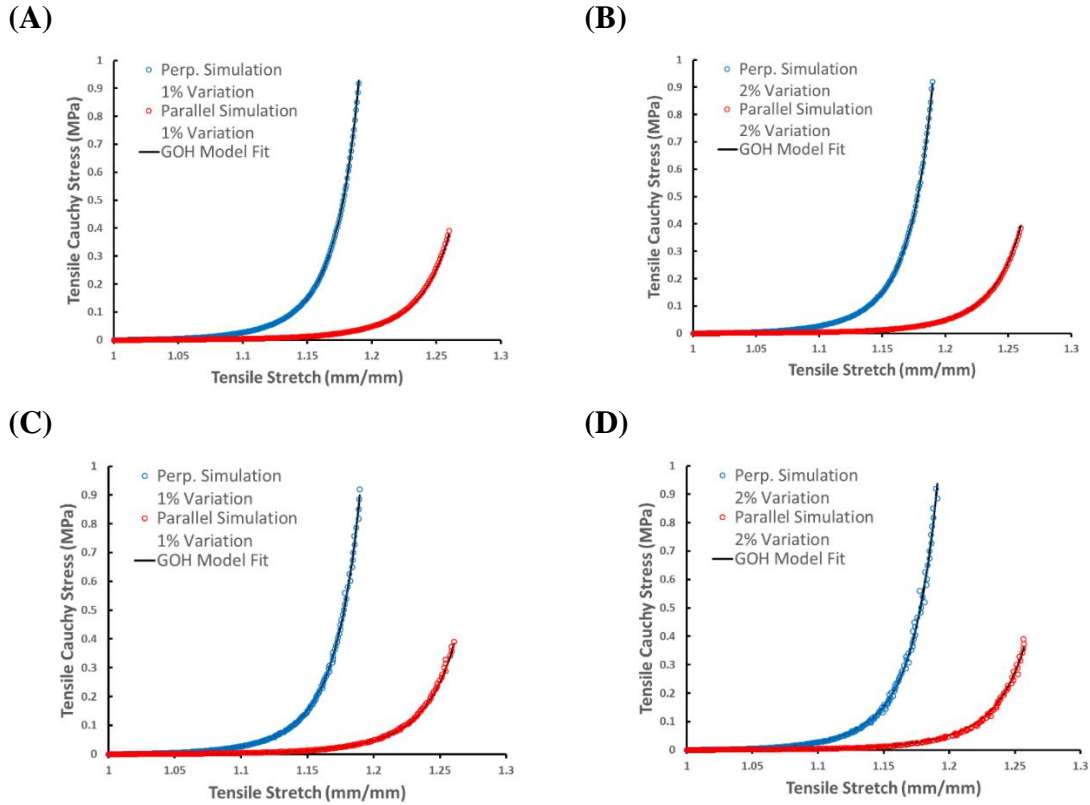 (A)
1
0.9
0.8
0.7
0.6
0.5
0.4
0.3
0.2
0.1
0
Tensile Cauchy Stress (MPa)
Perp. Simulation
1% Variation
Parallel Simulation
1% Variation
GOH Model Fit
1 1.05 1.1 1.15 1.2 1.25 1.3
Tensile Stretch (mm/mm)
(B)
1
0.9
0.8
0.7
0.6
0.5
0.4
0.3
0.2
0.1
0
Tensile Cauchy Stress (MPa)
Perp. Simulation
2% Variation
Parallel Simulation
2% Variation
GOH Model Fit
1 1.05 1.1 1.15 1.2 1.25 1.3
Tensile Stretch (mm/mm)
(C)
1
0.9
0.8
0.7
0.6
0.5
0.4
0.3
0.2
0.1
0
Tensile Cauchy Stress (MPa)
Perp. Simulation
1% Variation
Parallel Simulation
1% Variation
GOH Model Fit
1 1.05 1.1 1.15 1.2 1.25 1.3
Tensile Stretch (mm/mm)
(D)
1
0.9
0.8
0.7
0.6
0.5
0.4
0.3
0.2
0.1
0
Tensile Cauchy Stress (MPa)
Perp. Simulation
2% Variation
Parallel Simulation
2% Variation
GOH Model Fit
1 1.05 1.1 1.15 1.2 1.25 1.3
Tensile Stretch (mm/mm)